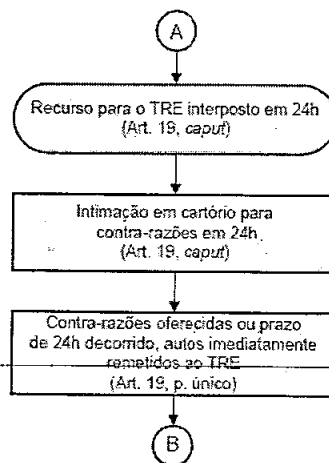 A
Recurso para o TRE interposto em 24h
(Art. 19, caput)
Intimação em cartório para
contra-razões em 24h
(Art. 19, caput)
Contra-razões oferecidas ou prazo
de 24h decorrido, autos imediatamente
remetidos ao TRE
(Art. 19, p. único)
B